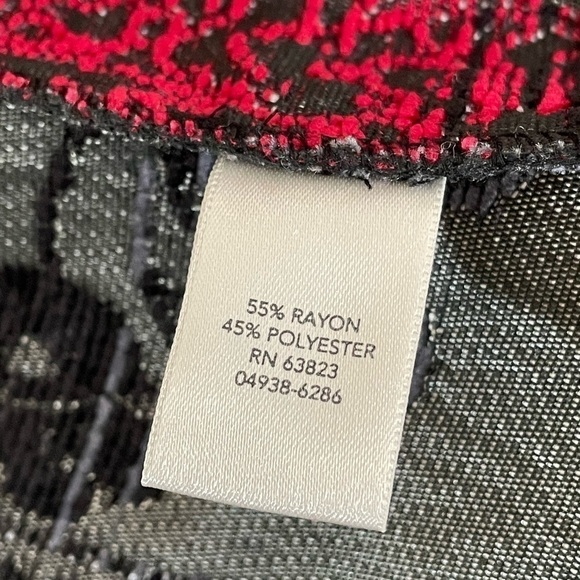 55% RAYON
45% POLYESTER
RN 63823
04938-6286